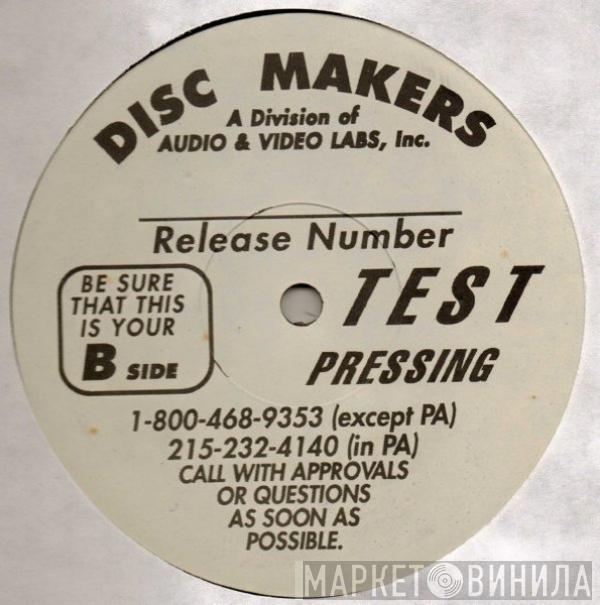 DISC MAKERS
A Division of
AUDIO & VIDEO LABS, Inc.
Release Number
BE SURE
THAT THIS
IS YOUR
B SIDE
TEST
PRESSING
1-800-468-9353 (except PA)
215-232-4140 (in PA)
CALL WITH APPROVALS
OR QUESTIONS
AS SOON AS
POSSIBLE.
МАРКЕТ ВИНИЛА